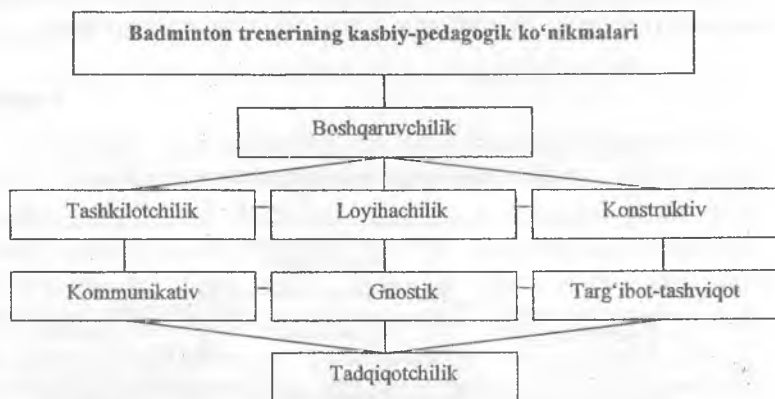 Badminton trenerining kasbiy-pedagogik ko‘nikmalari
Boshqaruvchilik
Tashkilotchilik
Loyihachilik
Konstruktiv
Kommunikativ
Gnostik
Targ‘ibot-tashviqot
Tadqiqotchilik